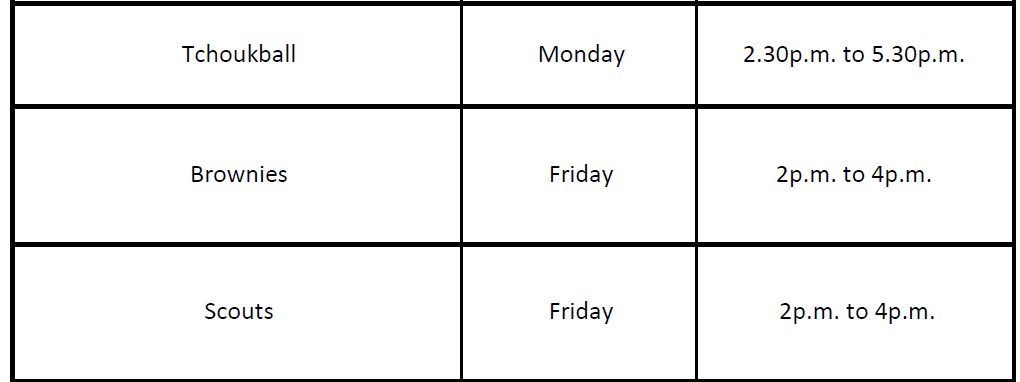 Tchoukball Monday 2.30p.m. to 5.30p.m.
Brownies Friday 2p.m. to 4p.m.
Scouts Friday 2p.m. to 4p.m.